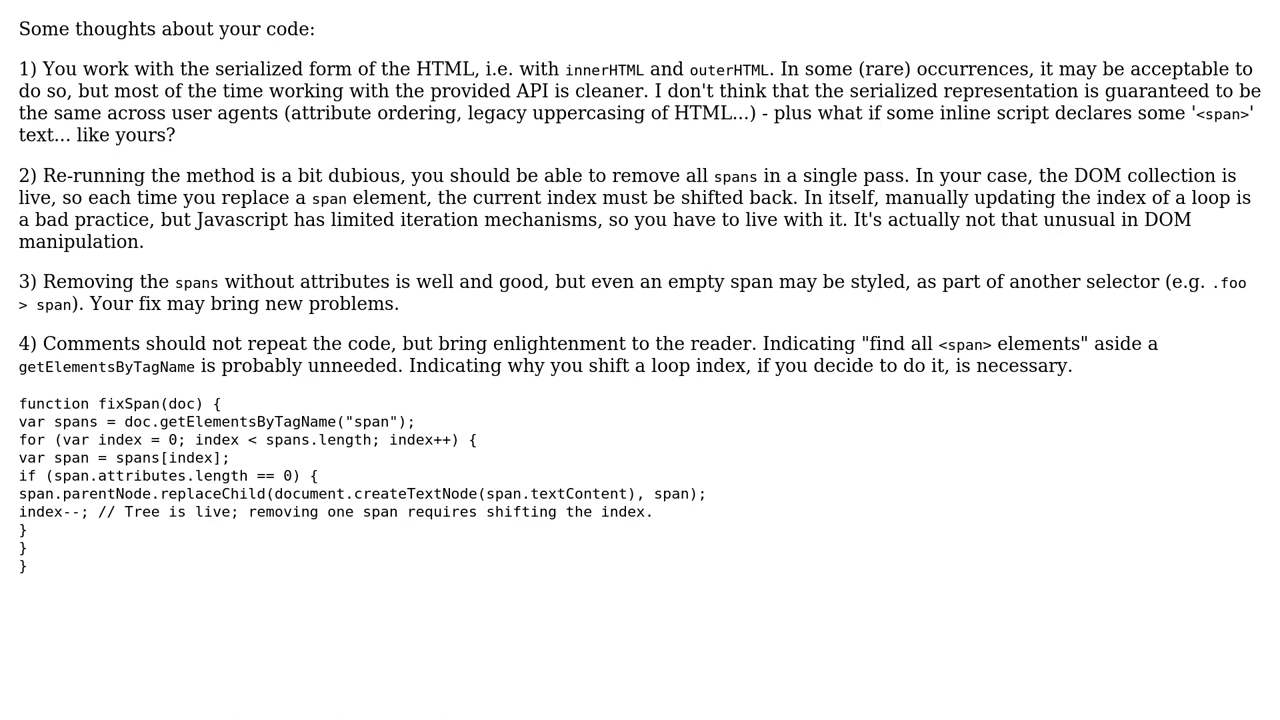 Some thoughts about your code:
1) You work with the serialized form of the HTML, i.e. with innerHTML and outerHTML. In some (rare) occurrences, it may be acceptable to
do so, but most of the time working with the provided API is cleaner. I don't think that the serialized representation is guaranteed to be
the same across user agents (attribute ordering, legacy uppercasing of HTML...) - plus what if some inline script declares some '<span>'
text... like yours?
2) Re-running the method is a bit dubious, you should be able to remove all spans in a single pass. In your case, the DOM collection is
live, so each time you replace a span element, the current index must be shifted back. In itself, manually updating the index of a loop is
a bad practice, but Javascript has limited iteration mechanisms, so you have to live with it. It's actually not that unusual in DOM
manipulation.
3) Removing the spans without attributes is well and good, but even an empty span may be styled, as part of another selector (e.g. .foo
> span). Your fix may bring new problems.
4) Comments should not repeat the code, but bring enlightenment to the reader. Indicating "find all <span> elements" aside a
getElementsByTagName is probably unneeded. Indicating why you shift a loop index, if you decide to do it, is necessary.
function fixSpan(doc) {
var spans = doc.getElementsByTagName("span");
for (var index = 0; index < spans.length; index++) {
var span = spans[index];
if (span.attributes.length == 0) {
span.parentNode.replaceChild(document.createTextNode(span.textContent), span);
index--; // Tree is live; removing one span requires shifting the index.
}
}
}